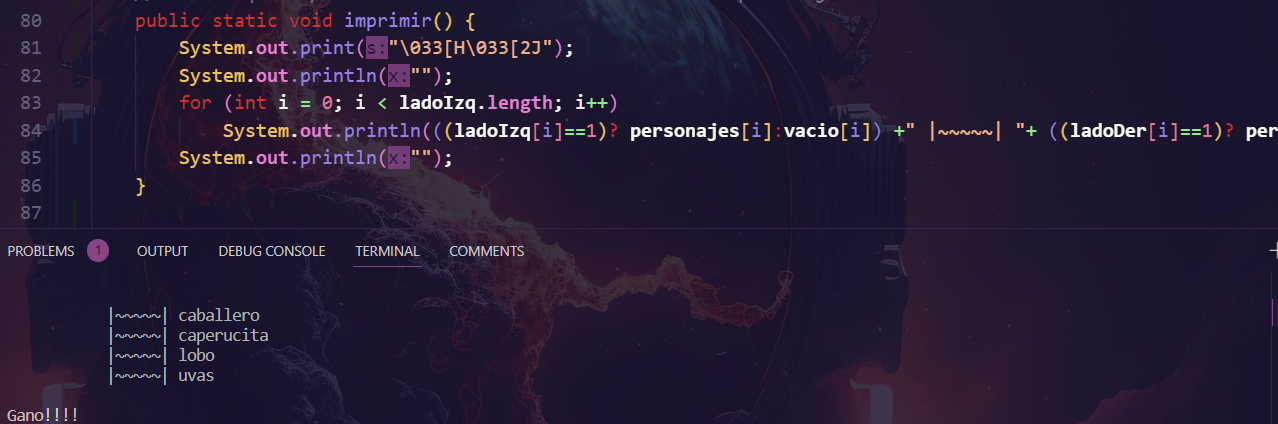 80 public static void imprimir() {
81 System.out.print(s:"\033[H\033[2J");
82 System.out.println(x:"");
83 for (int i = 0; i < ladoIzq.length; i++)
84 System.out.println(((ladoIzq[i]==1)? personajes[i]:vacio[i]) +" |~~~~~| "+ ((ladoDer[i]==1)? per
85 System.out.println(x:"");
86 }
87
PROBLEMS 1 OUTPUT DEBUG CONSOLE TERMINAL COMMENTS
|~~~~~| caballero
|~~~~~| caperucita
|~~~~~| lobo
|~~~~~| uvas
Gano!!!!